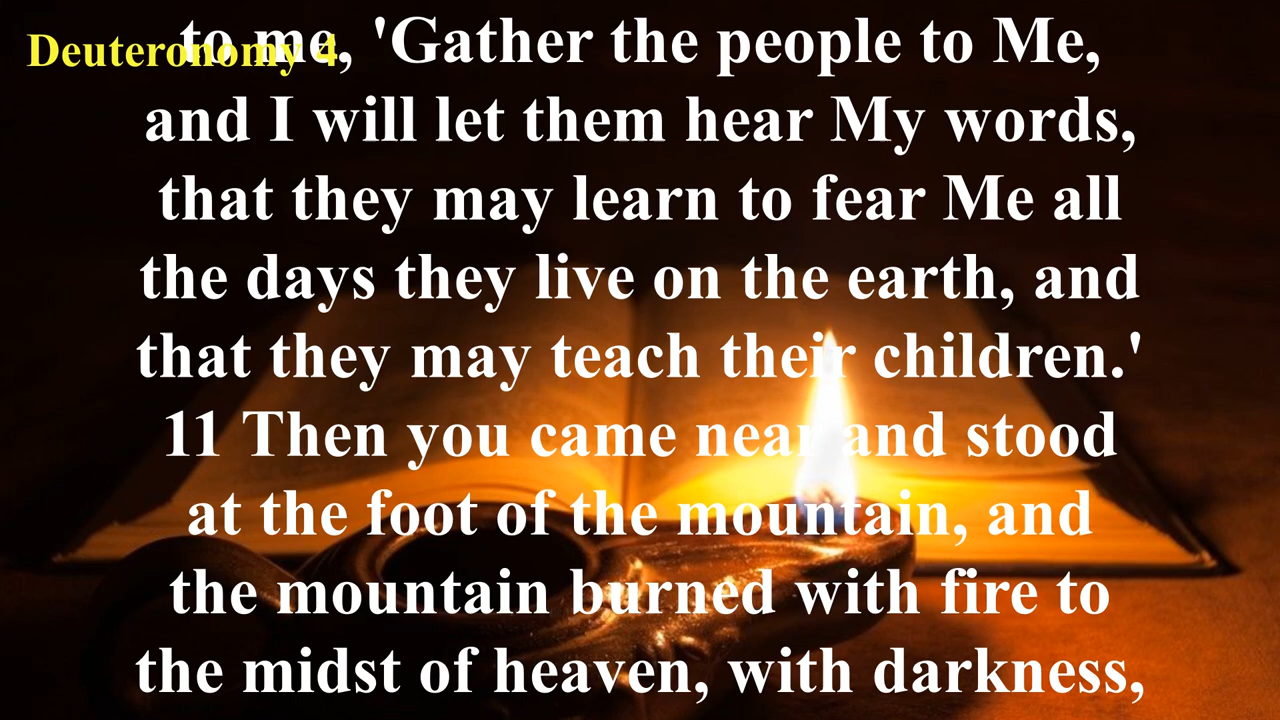 Deuteronomy 4
to me, 'Gather the people to Me,
and I will let them hear My words,
that they may learn to fear Me all
the days they live on the earth, and
that they may teach their children.'
11 Then you came near and stood
at the foot of the mountain, and
the mountain burned with fire to
the midst of heaven, with darkness,